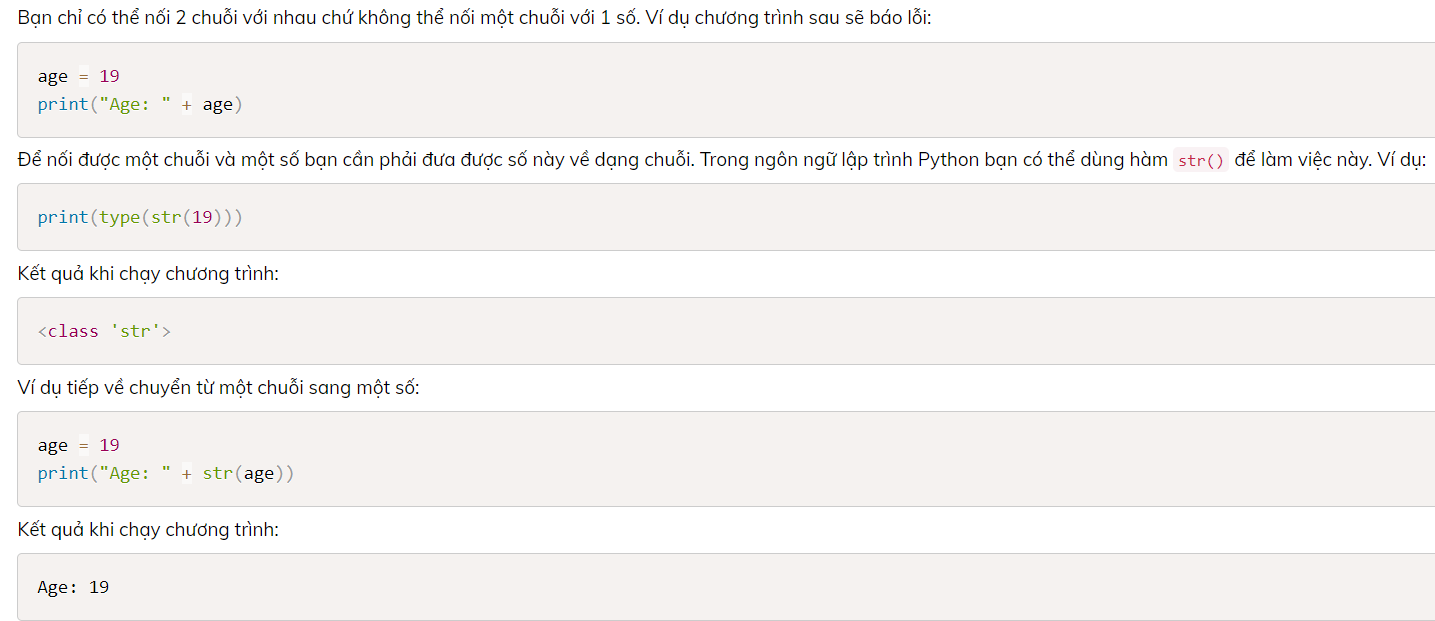 Bạn chỉ có thể nối 2 chuỗi với nhau chứ không thể nối một chuỗi với 1 số. Ví dụ chương trình sau sẽ báo lỗi:
age = 19
print("Age: " + age)
Để nối được một chuỗi và một số bạn cần phải đưa được số này về dạng chuỗi. Trong ngôn ngữ lập trình Python bạn có thể dùng hàm str() để làm việc này. Ví dụ:
print(type(str(19)))
Kết quả khi chạy chương trình:
<class 'str'>
Ví dụ tiếp về chuyển từ một chuỗi sang một số:
age = 19
print("Age: " + str(age))
Kết quả khi chạy chương trình:
Age: 19